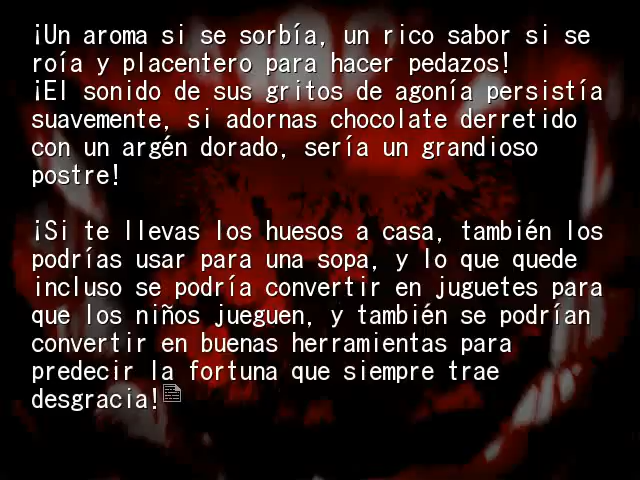 ¡Un aroma si se sorbía, un rico sabor si se
roía y placentero para hacer pedazos!
¡El sonido de sus gritos de agonía persistía
suavemente, si adornas chocolate derretido
con un argén dorado, sería un grandioso
postre!
¡Si te llevas los huesos a casa, también los
podrías usar para una sopa, y lo que quede
incluso se podría convertir en juguetes para
que los niños jueguen, y también se podrían
convertir en buenas herramientas para
predecir la fortuna que siempre trae
desgracia!